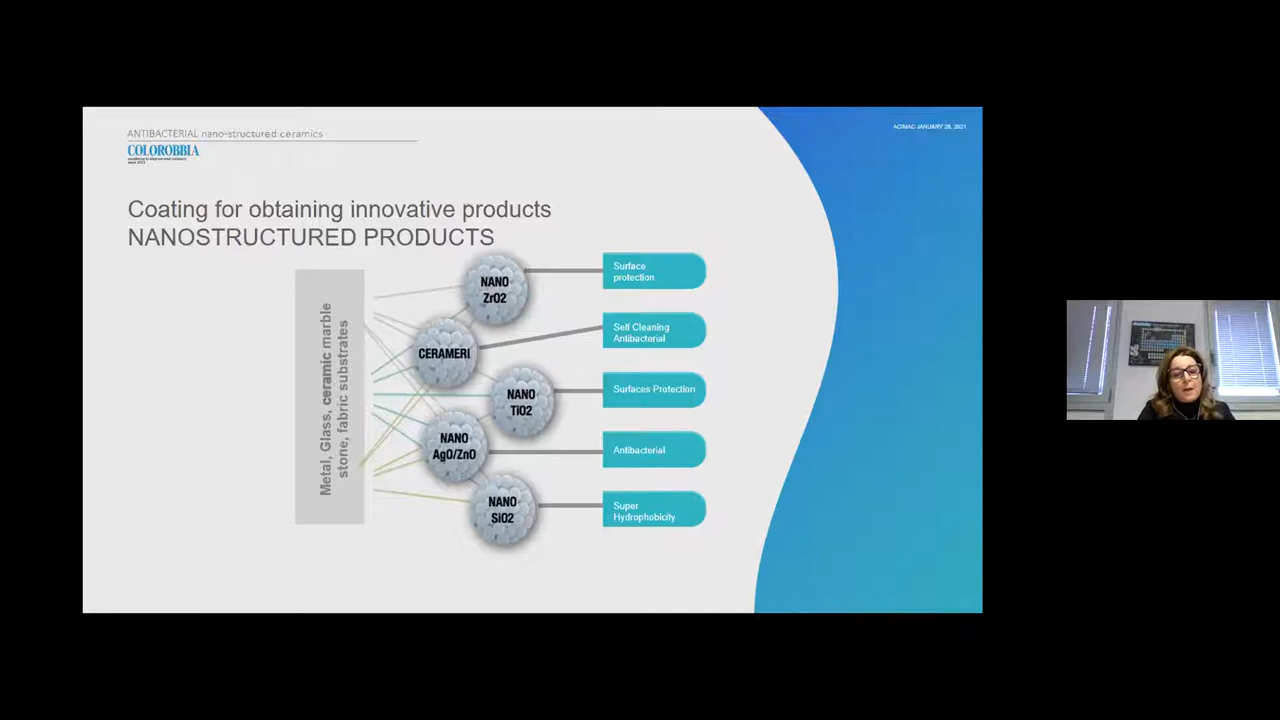 ANTIBACTERIAL nano-structured ceramics
COLOROBBIA
ACIMAC JANUARY 28, 2021
Coating for obtaining innovative products
NANOSTRUCTURED PRODUCTS
Metal, Glass, ceramic marble
stone, fabric substrates
NANO
ZrO2
CERAMERI
NANO
TiO2
NANO
AgO/ZnO
NANO
SiO2
Surface
protection
Self Cleaning
Antibacterial
Surfaces Protection
Antibacterial
Super
Hydrophobicity